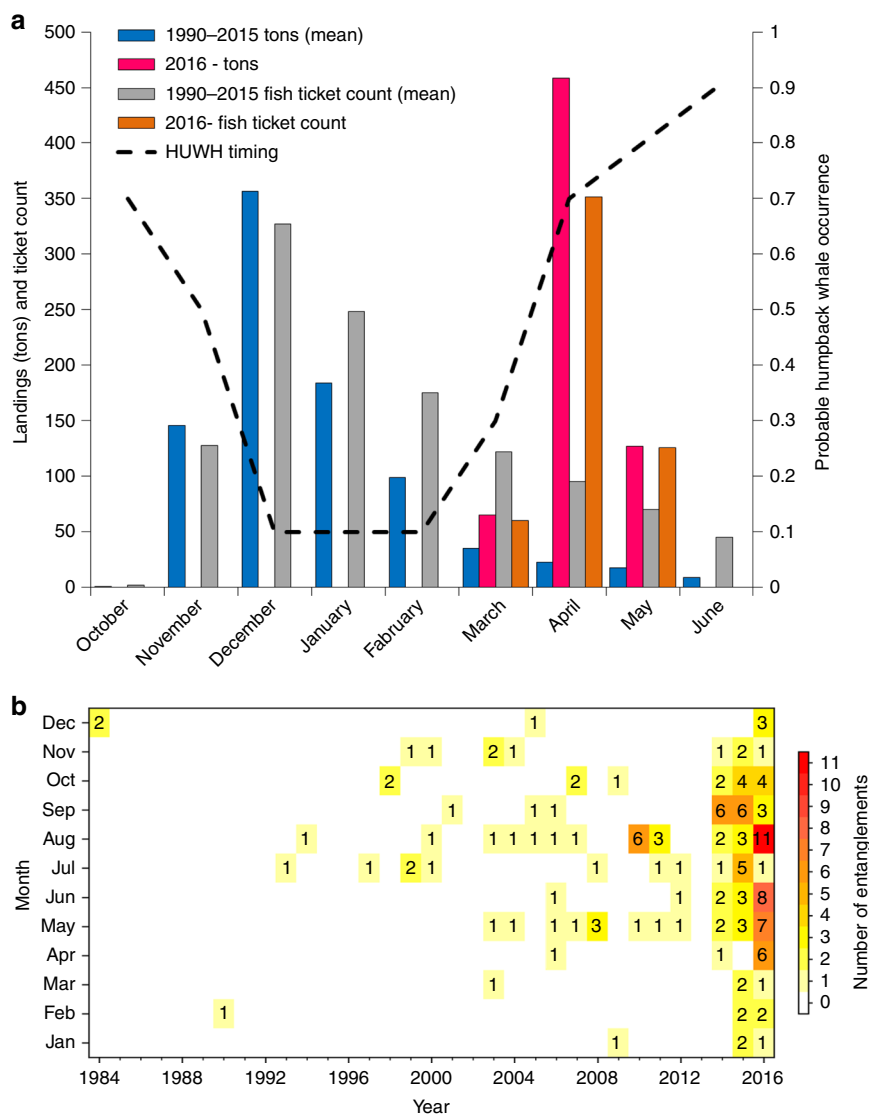 a
500
450
400
350
300
250
200
150
100
50
0
Landings (tons) and ticket count
1990–2015 tons (mean)
2016 - tons
1990–2015 fish ticket count (mean)
2016- fish ticket count
HUWH timing
1
0.9
0.8
0.7
0.6
0.5
0.4
0.3
0.2
0.1
0
Probable humpback whale occurrence
October
November
December
January
Fabruary
March
April
May
June
b
Month
Dec 2 1 3
Nov 1 1 2 1 1 2 1
Oct 2 2 1 2 4 4
Sep 1 1 1 6 6 3
Aug 1 1 1 1 1 1 1 6 3 2 3 11
Jul 1 1 2 1 1 1 1 1 5 1
Jun 1 1 2 3 8
May 1 1 1 1 3 1 1 1 2 3 7
Apr 1 1 6
Mar 1 2 1
Feb 1 2 2
Jan 1 2 1
1984 1988 1992 1996 2000 2004 2008 2012 2016
Year
11
10
9
8
7
6
5
4
3
2
1
0
Number of entanglements